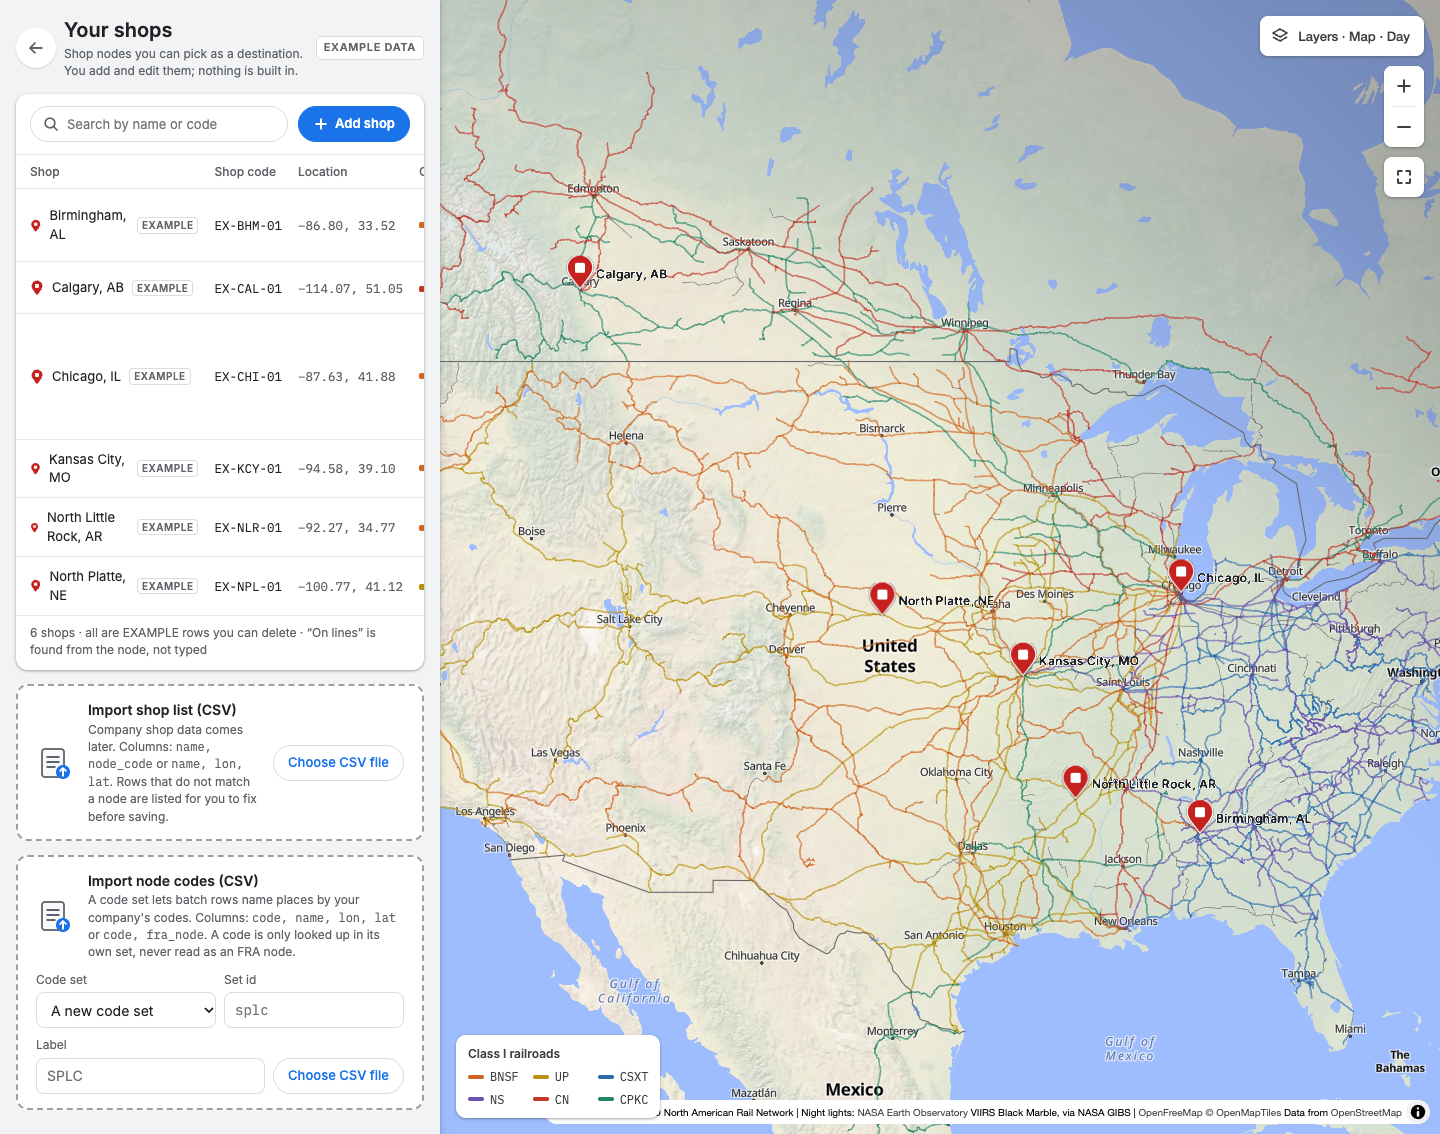 Your shops
Shop nodes you can pick as a destination.
You add and edit them; nothing is built in.
EXAMPLE DATA
Search by name or code
Add shop
Shop
Shop code
Location
Birmingham,
AL
EXAMPLE
EX-BHM-01
−86.80, 33.52
Calgary, AB
EXAMPLE
EX-CAL-01
−114.07, 51.05
Chicago, IL
EXAMPLE
EX-CHI-01
−87.63, 41.88
Kansas City,
MO
EXAMPLE
EX-KCY-01
−94.58, 39.10
North Little
Rock, AR
EXAMPLE
EX-NLR-01
−92.27, 34.77
North Platte,
NE
EXAMPLE
EX-NPL-01
−100.77, 41.12
6 shops · all are EXAMPLE rows you can delete · “On lines” is
found from the node, not typed
Import shop list (CSV)
Company shop data comes
later. Columns: name,
node_code or name, lon,
lat. Rows that do not match
a node are listed for you to fix
before saving.
Choose CSV file
Import node codes (CSV)
A code set lets batch rows name places by your
company's codes. Columns: code, name, lon, lat
or code, fra_node. A code is only looked up in its
own set, never read as an FRA node.
Code set
Set id
A new code set
splc
Label
SPLC
Choose CSV file
Layers · Map · Day
Edmonton
Saskatoon
Calgary, AB
Regina
Winnipeg
Thunder Bay
Bismarck
Helena
Minneapolis
Pierre
Boise
Toronto
Milwaukee
Buffalo
Detroit
Chicago, IL
Cleveland
Des Moines
North Platte, NE
Cheyenne
Salt Lake City
Pittsburgh
United
States
Denver
Kansas City, MO
Cincinnati
Washingt
Saint Louis
Las Vegas
Nashville
Santa Fe
Oklahoma City
Raleigh
North Little Rock, AR
Los Angeles
Birmingham, AL
Phoenix
San Diego
Dallas
Jackson
New Orleans
Houston
San Antonio
Chihuahua City
Tampa
Gulf of
California
Monterrey
Miami
Gulf of
Mexico
The
Bahamas
Mexico
Mazatlán
Class I railroads
BNSF
UP
CSXT
NS
CN
CPKC
North American Rail Network | Night lights: NASA Earth Observatory VIIRS Black Marble, via NASA GIBS | OpenFreeMap © OpenMapTiles Data from OpenStreetMap